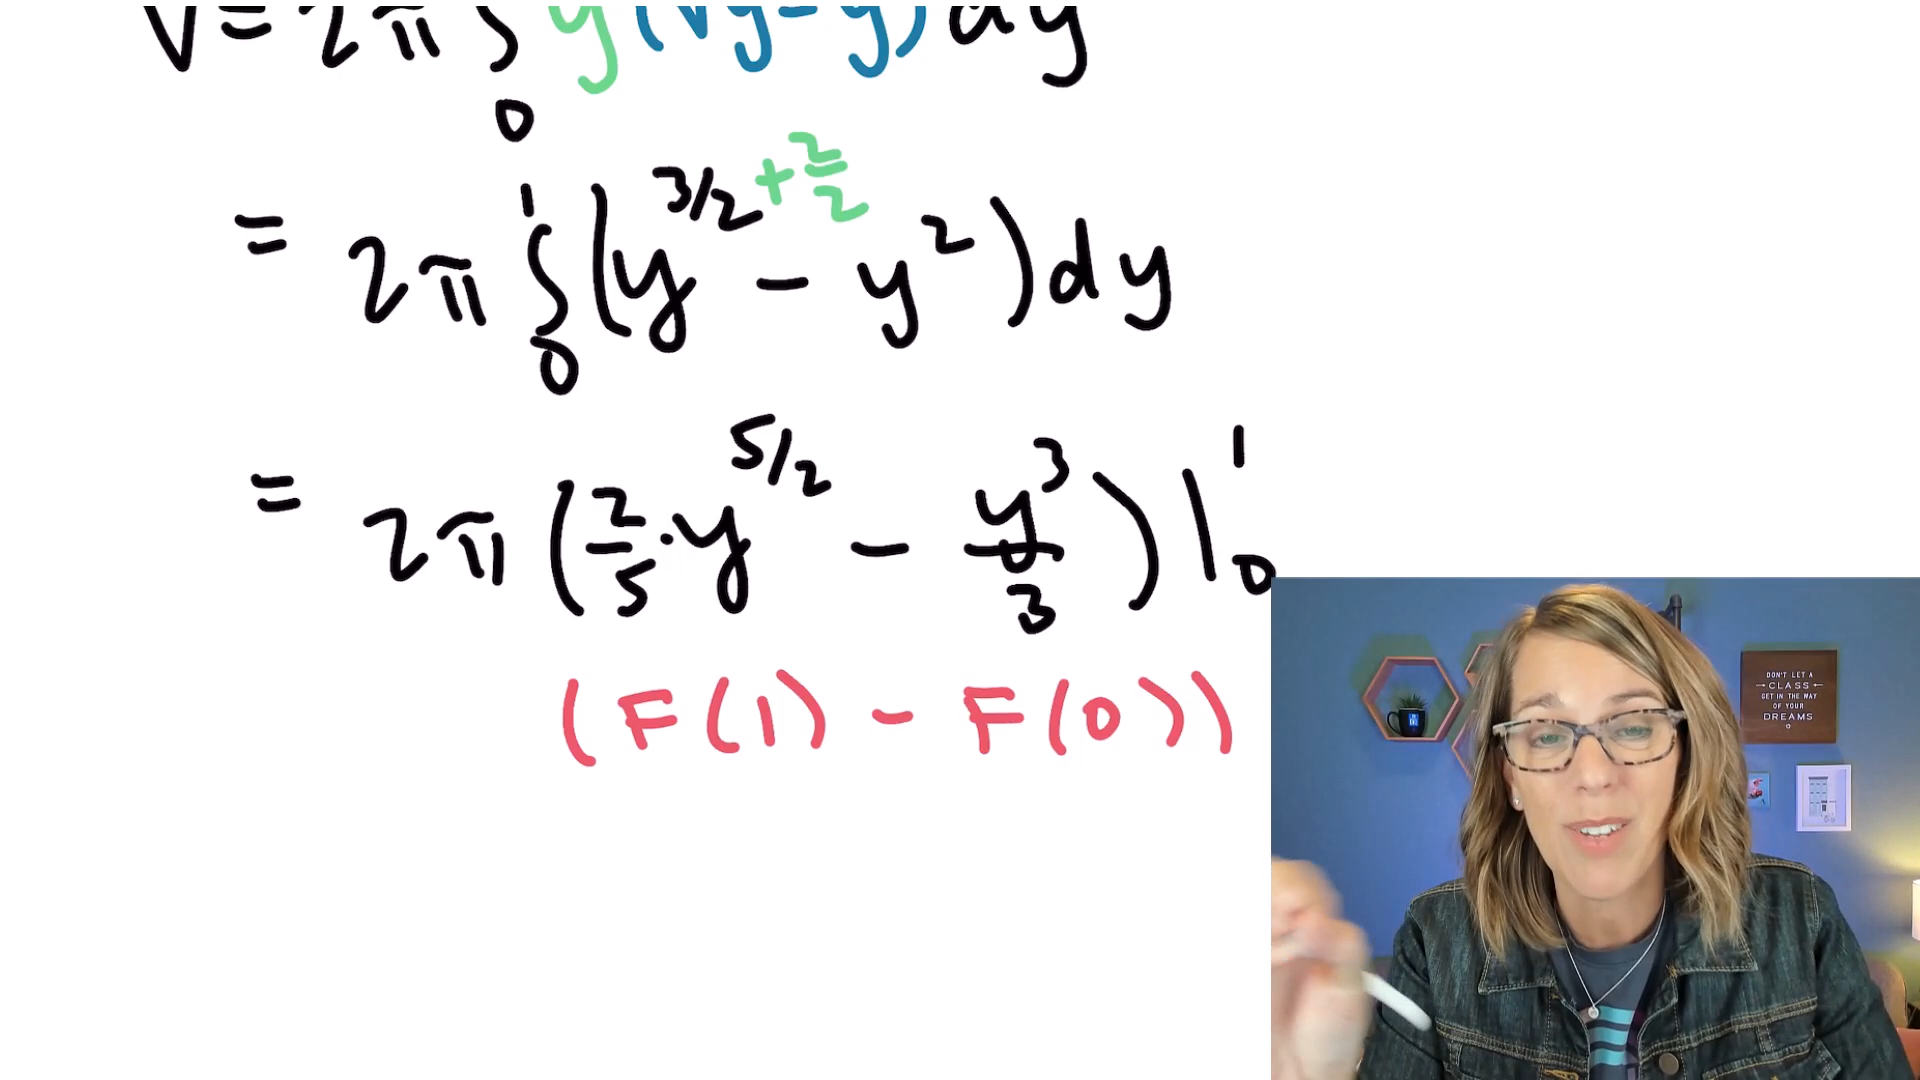 V = 2π ∫₀ y (√y - y) dy
= 2π ∫₀¹ (y^(3/2 + 2/2) - y²) dy
= 2π (2/5 · y^(5/2) - y³/3) |₀¹
(F(1) - F(0))
DON'T LET A
CLASS
GET IN THE WAY
OF YOUR
DREAMS